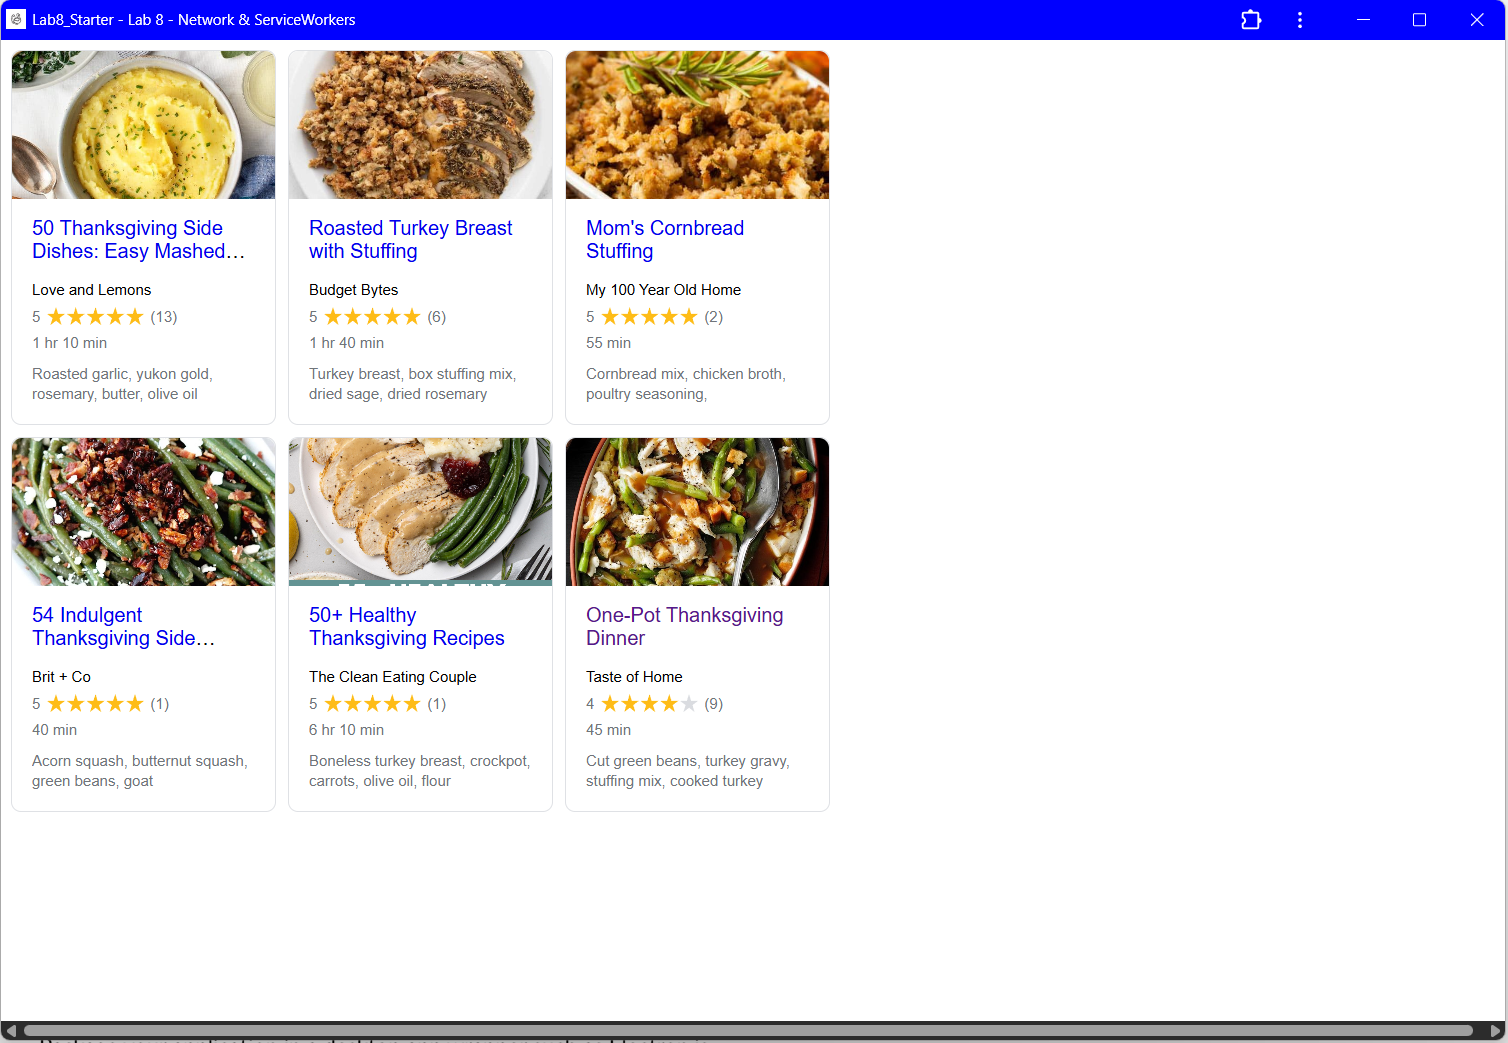 Lab8_Starter - Lab 8 - Network & ServiceWorkers
50 Thanksgiving Side
Dishes: Easy Mashed…
Love and Lemons
5 ★★★★★ (13)
1 hr 10 min
Roasted garlic, yukon gold,
rosemary, butter, olive oil
Roasted Turkey Breast
with Stuffing
Budget Bytes
5 ★★★★★ (6)
1 hr 40 min
Turkey breast, box stuffing mix,
dried sage, dried rosemary
Mom's Cornbread
Stuffing
My 100 Year Old Home
5 ★★★★★ (2)
55 min
Cornbread mix, chicken broth,
poultry seasoning,
54 Indulgent
Thanksgiving Side…
Brit + Co
5 ★★★★★ (1)
40 min
Acorn squash, butternut squash,
green beans, goat
50+ Healthy
Thanksgiving Recipes
The Clean Eating Couple
5 ★★★★★ (1)
6 hr 10 min
Boneless turkey breast, crockpot,
carrots, olive oil, flour
One-Pot Thanksgiving
Dinner
Taste of Home
4 ★★★★★ (9)
45 min
Cut green beans, turkey gravy,
stuffing mix, cooked turkey